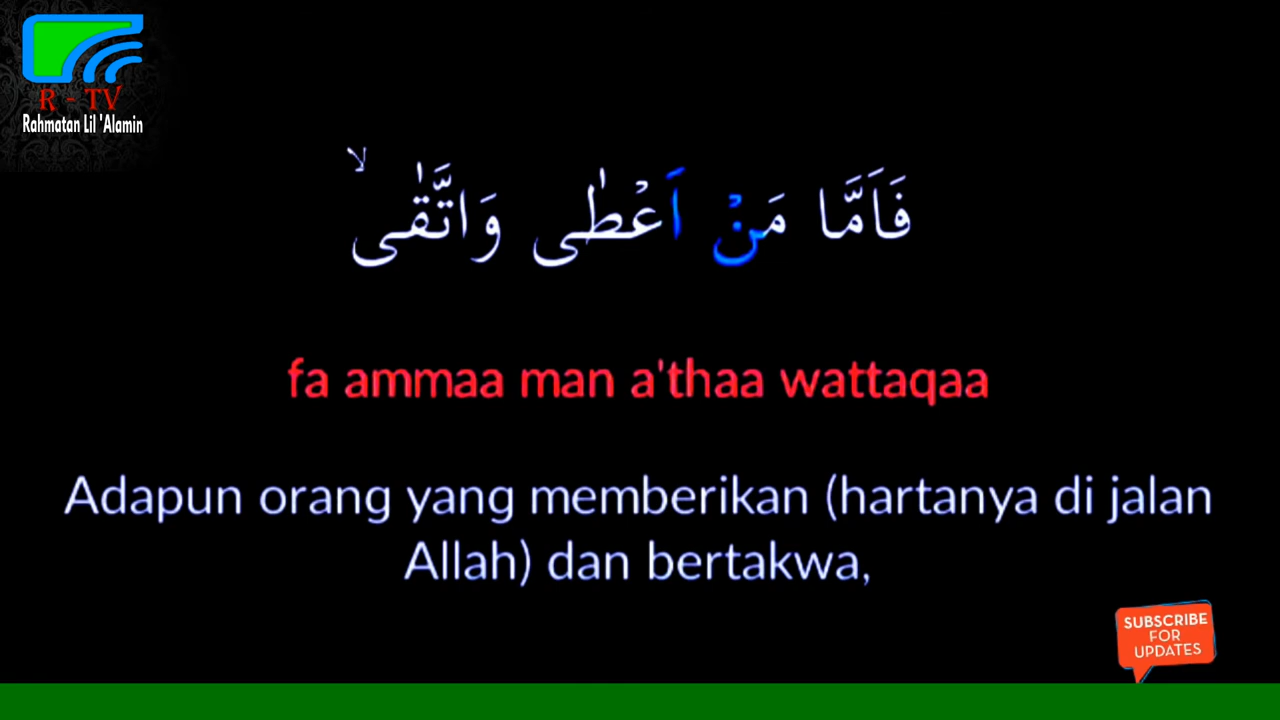 R - TV
Rahmatan Lil 'Alamin
فَاَمَّا مَنْ اَعْطٰى وَاتَّقٰىۙ
fa ammaa man a'thaa wattaqaa
Adapun orang yang memberikan (hartanya di jalan
Allah) dan bertakwa,
SUBSCRIBE
FOR
UPDATES